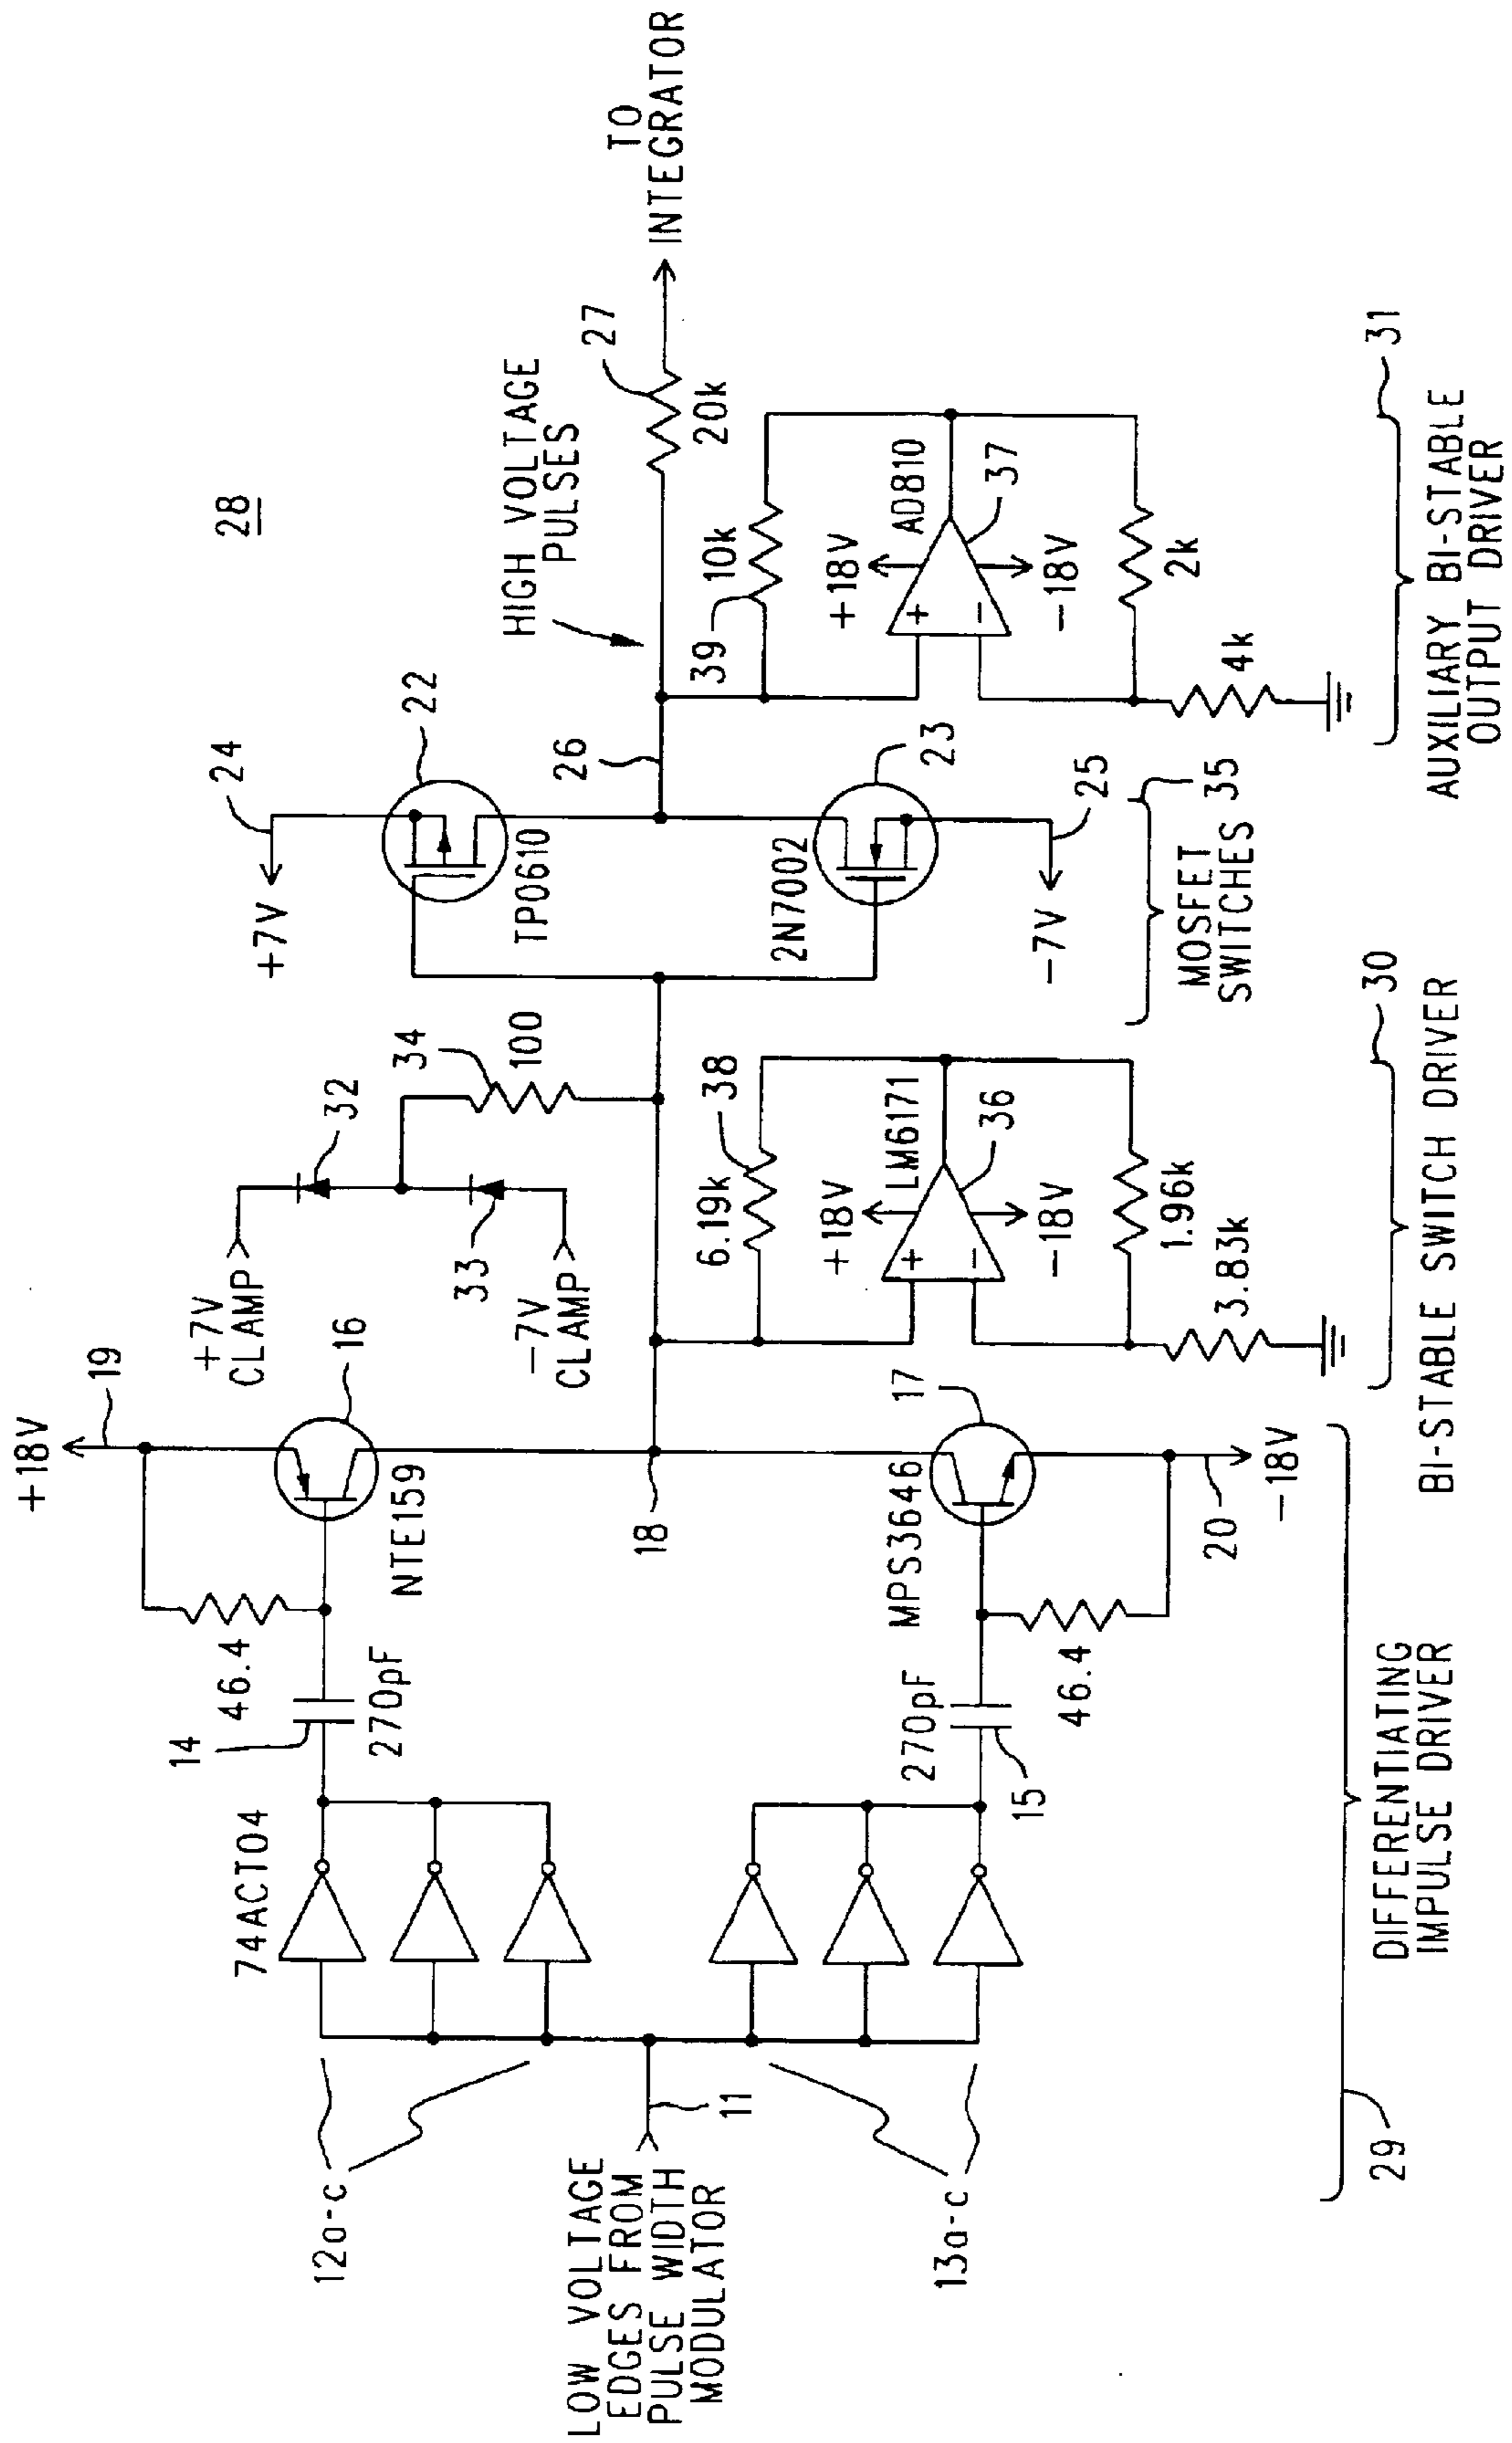 28
+18V
19
+7V
CLAMP
32
34
100
24
+7V
22
HIGH VOLTAGE
PULSES
27
20k
TO
INTEGRATOR
74ACT04
14
46.4
270pF
NTE159
16
33
-7V
CLAMP
TP0610
26
12a-c
LOW VOLTAGE
EDGES FROM
PULSE WIDTH
MODULATOR
11
18
6.19k
38
+18V
LM6171
36
-18V
1.96k
3.83k
39
10k
+18V
AD810
37
-18V
2k
4k
+
-
+
-
13a-c
270pF
15
46.4
MPS3646
17
20
-18V
2N7002
23
-7V
25
MOSFET
SWITCHES 35
29
DIFFERENTIATING
IMPULSE DRIVER
30
BI-STABLE SWITCH DRIVER
31
AUXILIARY BI-STABLE
OUTPUT DRIVER